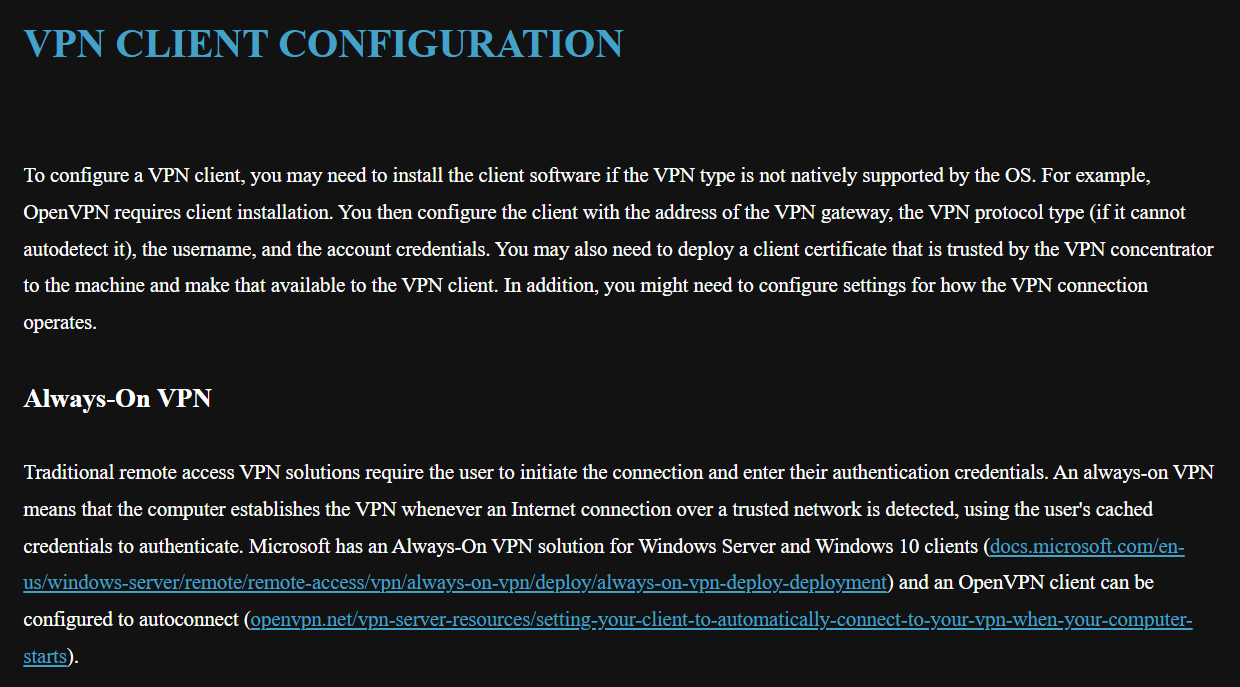 VPN CLIENT CONFIGURATION
To configure a VPN client, you may need to install the client software if the VPN type is not natively supported by the OS. For example,
OpenVPN requires client installation. You then configure the client with the address of the VPN gateway, the VPN protocol type (if it cannot
autodetect it), the username, and the account credentials. You may also need to deploy a client certificate that is trusted by the VPN concentrator
to the machine and make that available to the VPN client. In addition, you might need to configure settings for how the VPN connection
operates.
Always-On VPN
Traditional remote access VPN solutions require the user to initiate the connection and enter their authentication credentials. An always-on VPN
means that the computer establishes the VPN whenever an Internet connection over a trusted network is detected, using the user's cached
credentials to authenticate. Microsoft has an Always-On VPN solution for Windows Server and Windows 10 clients (docs.microsoft.com/en-
us/windows-server/remote/remote-access/vpn/always-on-vpn/deploy/always-on-vpn-deploy-deployment) and an OpenVPN client can be
configured to autoconnect (openvpn.net/vpn-server-resources/setting-your-client-to-automatically-connect-to-your-vpn-when-your-computer-
starts).